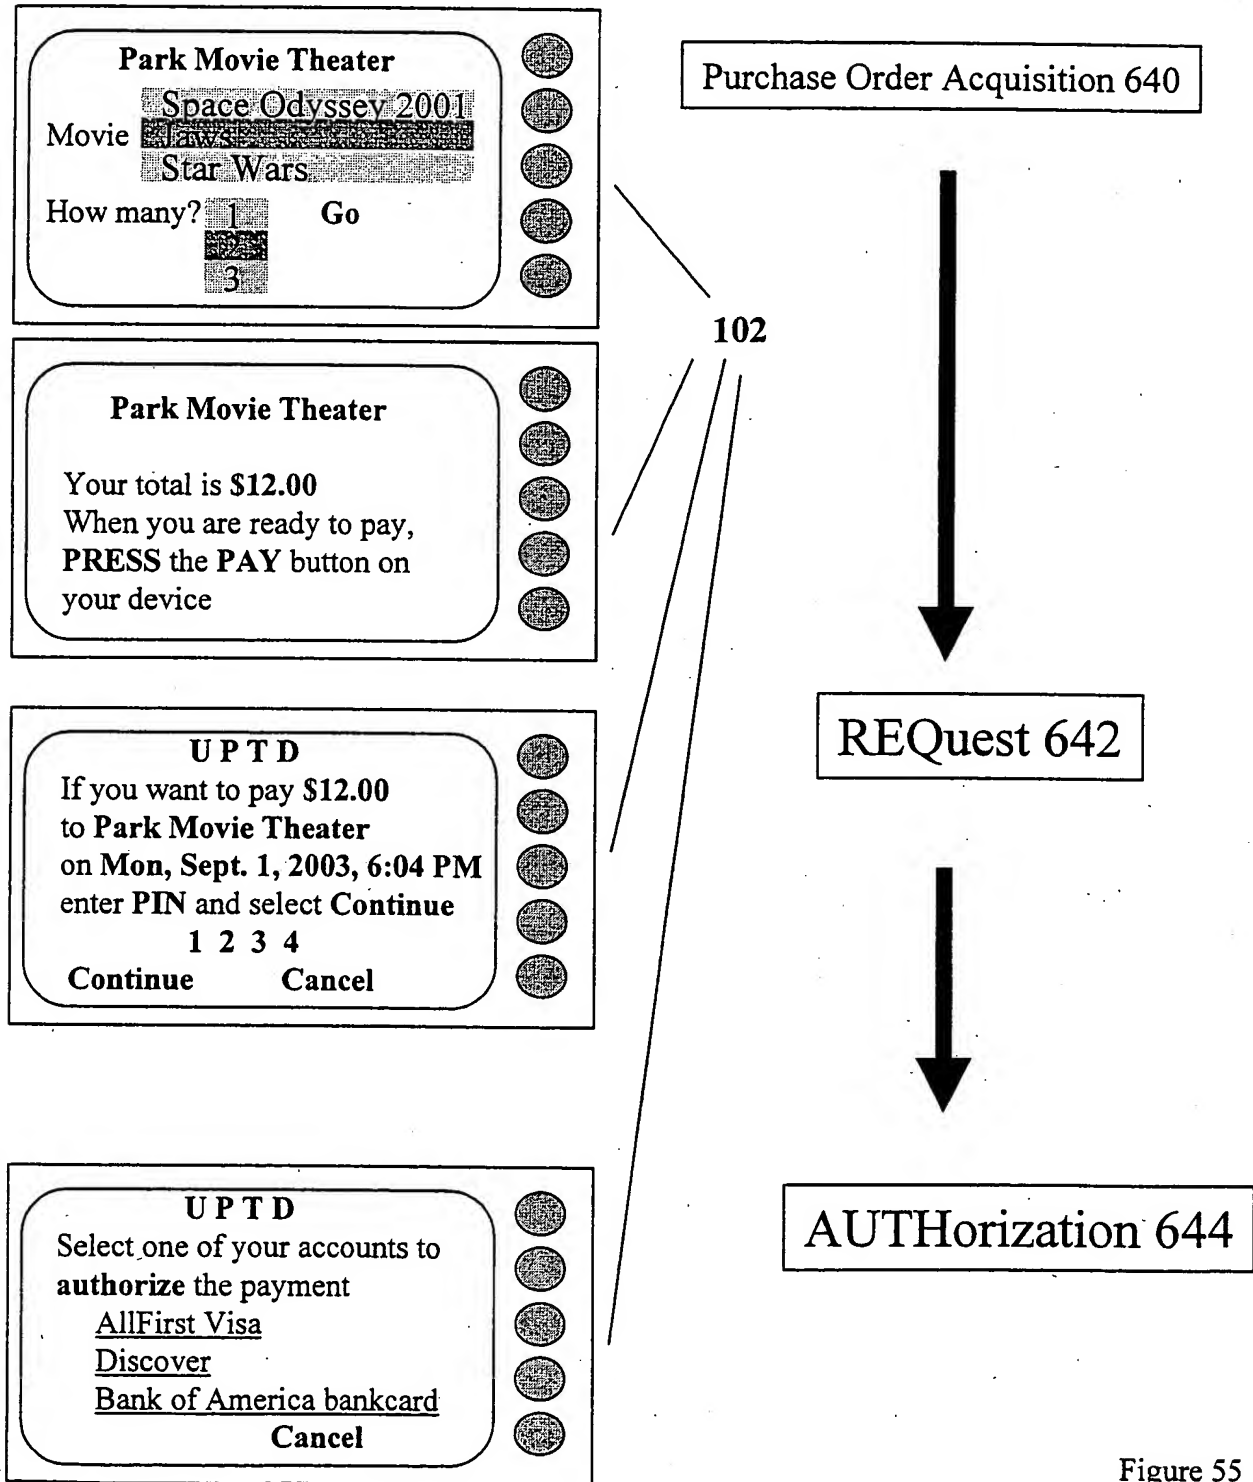 Park Movie Theater
Space Odyssey 2001
Movie Jaws
Star Wars
How many? 1 Go
2
3
Park Movie Theater
Your total is $12.00
When you are ready to pay,
PRESS the PAY button on
your device
U P T D
If you want to pay $12.00
to Park Movie Theater
on Mon, Sept. 1, 2003, 6:04 PM
enter PIN and select Continue
1 2 3 4
Continue Cancel
U P T D
Select one of your accounts to
authorize the payment
AllFirst Visa
Discover
Bank of America bankcard
Cancel
102
Purchase Order Acquisition 640
REQuest 642
AUTHorization 644
Figure 55